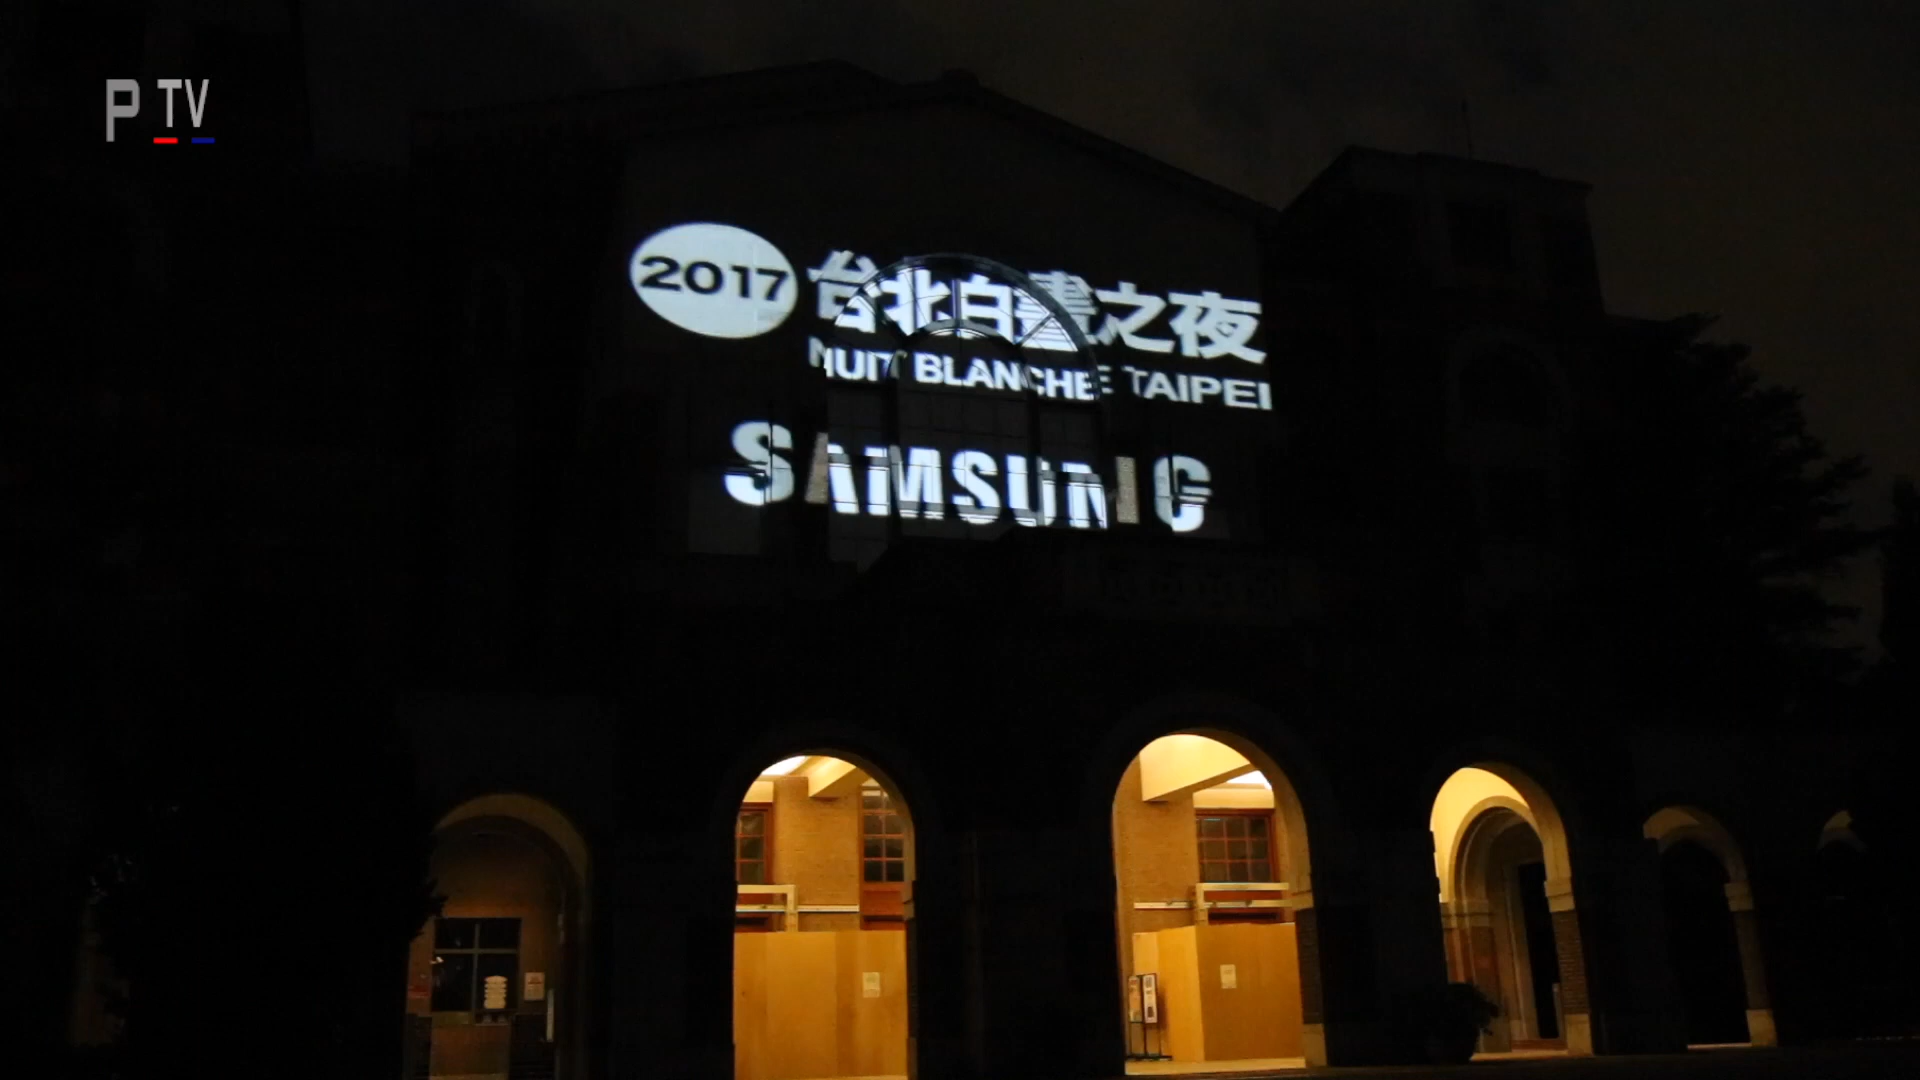 P TV
2017 台北白晝之夜
NUIT BLANCHE TAIPEI
SAMSUNG